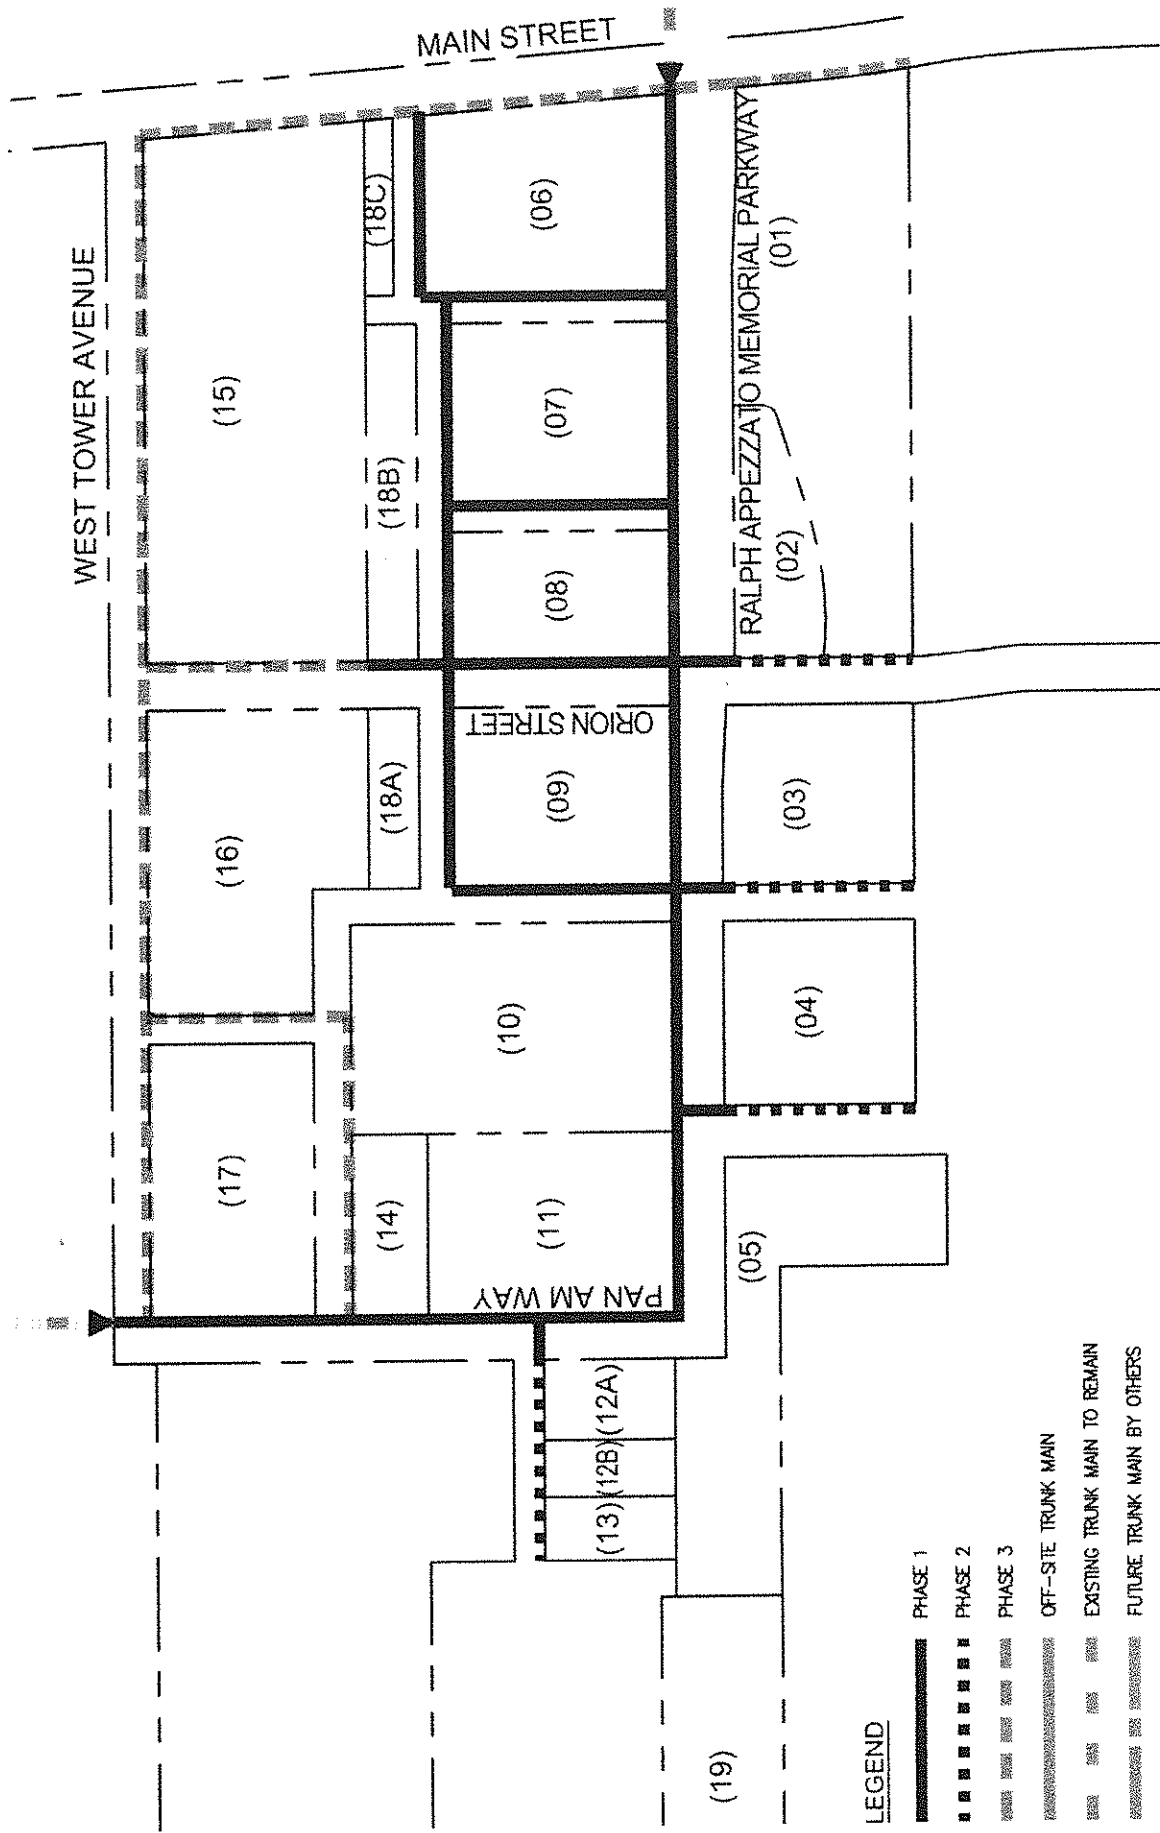 MAIN STREET
WEST TOWER AVENUE
(15)
(18C)
(06)
(18B)
(07)
(08)
RALPH APPEZZATO MEMORIAL PARKWAY
(01)
(02)
(16)
(18A)
ORION STREET
(09)
(03)
(17)
(10)
(04)
(14)
(11)
PAN AM WAY
(05)
(12A)
(12B)
(13)
(19)
LEGEND
PHASE 1
PHASE 2
PHASE 3
OFF-SITE TRUNK MAIN
EXISTING TRUNK MAIN TO REMAIN
FUTURE TRUNK MAIN BY OTHERS